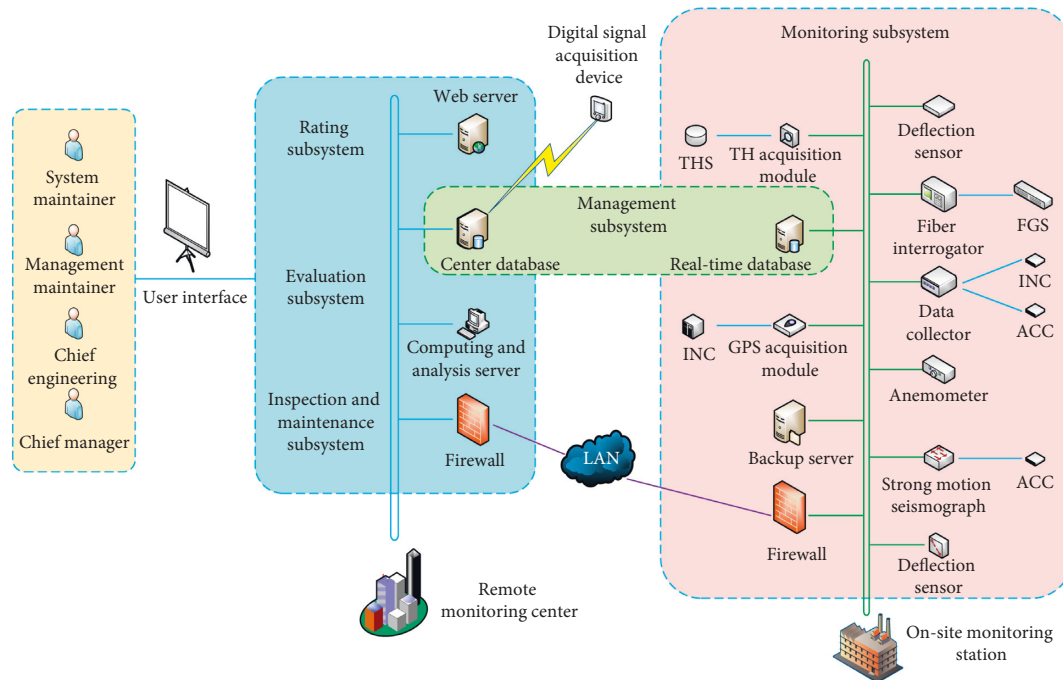 System
maintainer
Management
maintainer
Chief
engineering
Chief manager
User interface
Rating
subsystem
Evaluation
subsystem
Inspection and
maintenance
subsystem
Web server
Center database
Computing and
analysis server
Firewall
Remote
monitoring center
Digital signal
acquisition
device
Management
subsystem
Real-time database
LAN
Monitoring subsystem
THS
TH acquisition
module
INC
GPS acquisition
module
Backup server
Firewall
Deflection
sensor
Fiber
interrogator
FGS
Data
collector
INC
ACC
Anemometer
Strong motion
seismograph
ACC
Deflection
sensor
On-site monitoring
station